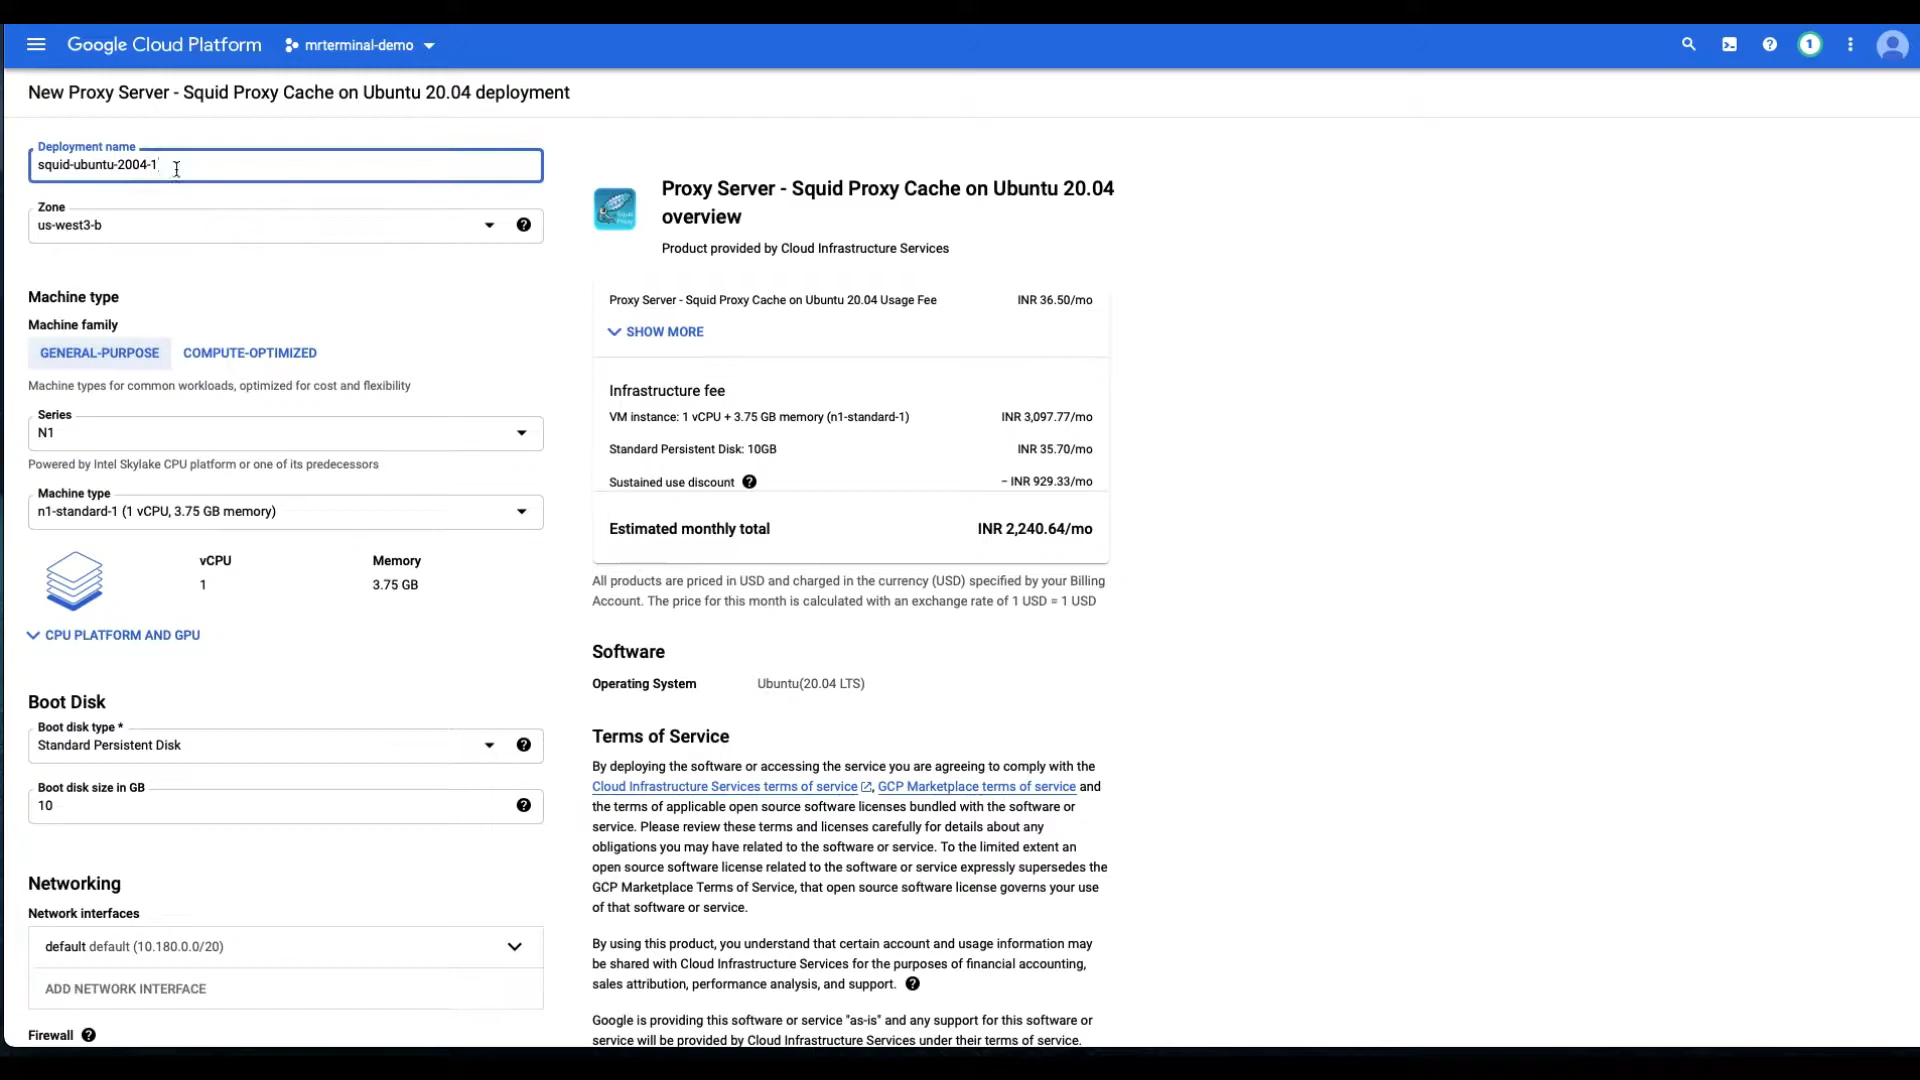 Google Cloud Platform
mrterminal-demo
1
New Proxy Server - Squid Proxy Cache on Ubuntu 20.04 deployment
Deployment name
squid-ubuntu-2004-1
Zone
us-west3-b
Machine type
Machine family
GENERAL-PURPOSE
COMPUTE-OPTIMIZED
Machine types for common workloads, optimized for cost and flexibility
Series
N1
Powered by Intel Skylake CPU platform or one of its predecessors
Machine type
n1-standard-1 (1 vCPU, 3.75 GB memory)
vCPU
Memory
1
3.75 GB
CPU PLATFORM AND GPU
Boot Disk
Boot disk type *
Standard Persistent Disk
Boot disk size in GB
10
Networking
Network interfaces
default default (10.180.0.0/20)
ADD NETWORK INTERFACE
Firewall
Proxy Server - Squid Proxy Cache on Ubuntu 20.04
overview
Product provided by Cloud Infrastructure Services
Proxy Server - Squid Proxy Cache on Ubuntu 20.04 Usage Fee
INR 36.50/mo
SHOW MORE
Infrastructure fee
VM instance: 1 vCPU + 3.75 GB memory (n1-standard-1)
INR 3,097.77/mo
Standard Persistent Disk: 10GB
INR 35.70/mo
Sustained use discount
− INR 929.33/mo
Estimated monthly total
INR 2,240.64/mo
All products are priced in USD and charged in the currency (USD) specified by your Billing
Account. The price for this month is calculated with an exchange rate of 1 USD = 1 USD
Software
Operating System
Ubuntu(20.04 LTS)
Terms of Service
By deploying the software or accessing the service you are agreeing to comply with the
Cloud Infrastructure Services terms of service, GCP Marketplace terms of service and
the terms of applicable open source software licenses bundled with the software or
service. Please review these terms and licenses carefully for details about any
obligations you may have related to the software or service. To the limited extent an
open source software license related to the software or service expressly supersedes the
GCP Marketplace Terms of Service, that open source software license governs your use
of that software or service.
By using this product, you understand that certain account and usage information may
be shared with Cloud Infrastructure Services for the purposes of financial accounting,
sales attribution, performance analysis, and support.
Google is providing this software or service "as-is" and any support for this software or
service will be provided by Cloud Infrastructure Services under their terms of service.